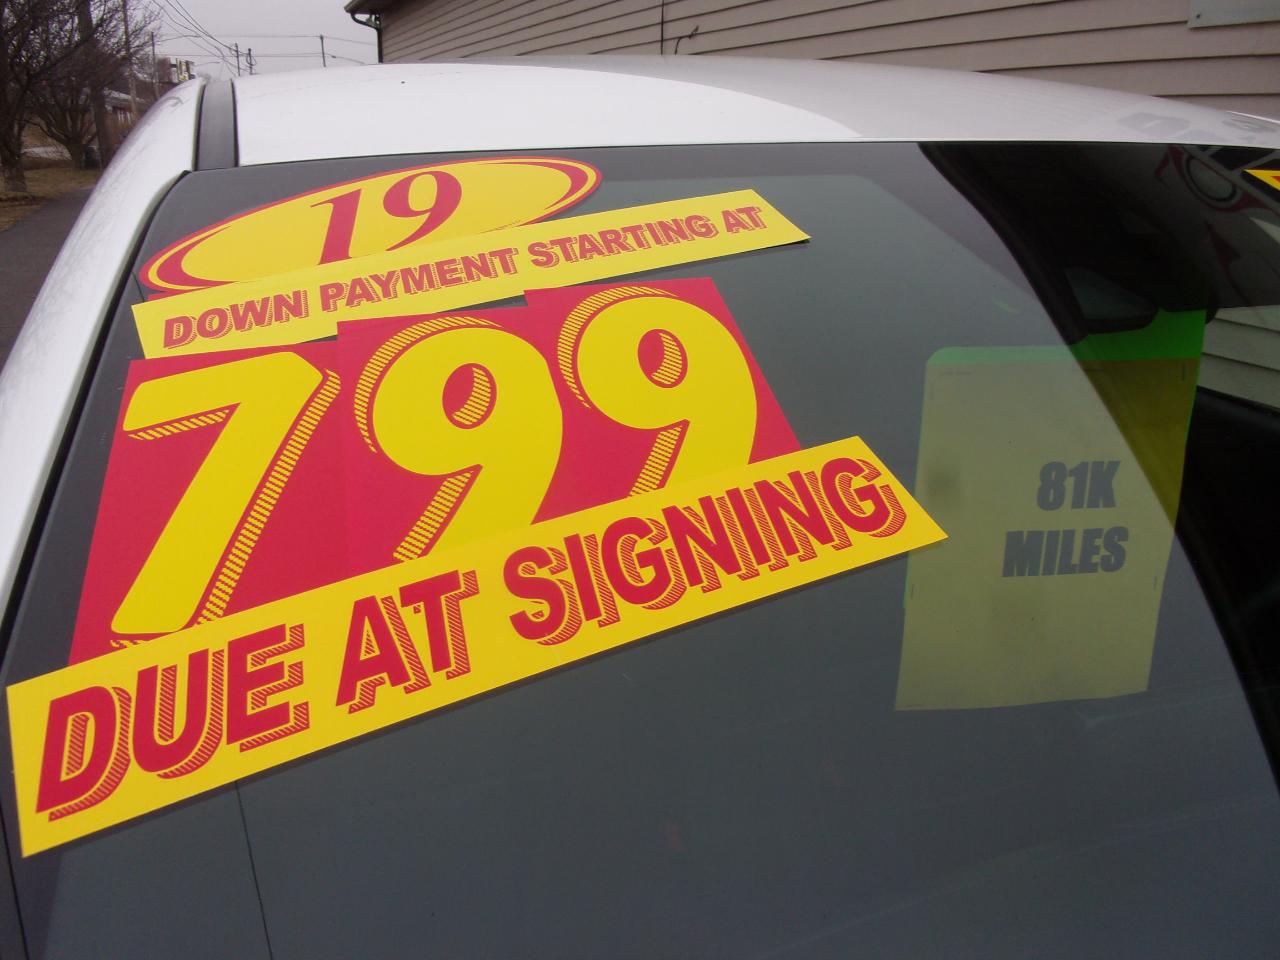 19
DOWN PAYMENT STARTING AT
799
DUE AT SIGNING
81K
MILES